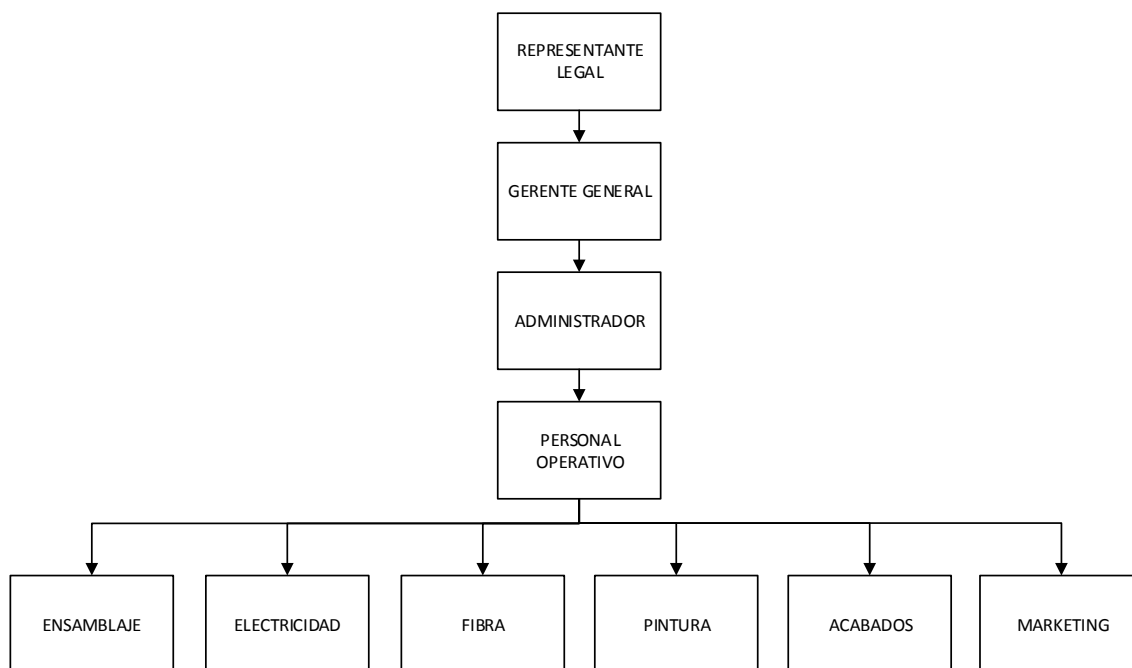 REPRESENTANTE
LEGAL
GERENTE GENERAL
ADMINISTRADOR
PERSONAL
OPERATIVO
ENSAMBLAJE
ELECTRICIDAD
FIBRA
PINTURA
ACABADOS
MARKETING